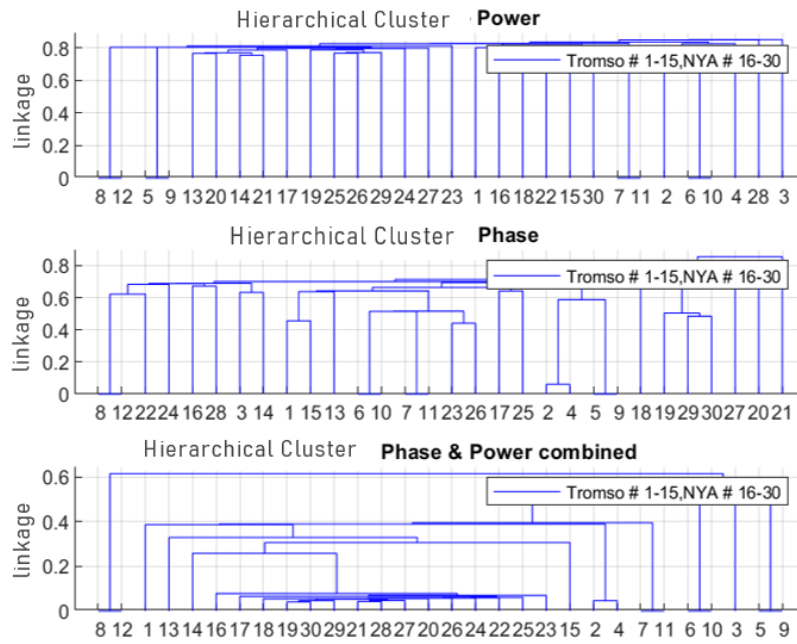 Hierarchical Cluster Power
linkage
0.8
0.6
0.4
0.2
0
Tromso # 1-15,NYA # 16-30
8 12 5 9 13 20 14 21 17 19 25 26 29 24 27 23 1 16 18 22 15 30 7 11 2 6 10 4 28 3
Hierarchical Cluster Phase
linkage
0.8
0.6
0.4
0.2
0
Tromso # 1-15,NYA # 16-30
8 12 22 24 16 28 3 14 1 15 13 6 10 7 11 23 26 17 25 2 4 5 9 18 19 29 30 27 20 21
Hierarchical Cluster Phase & Power combined
linkage
0.6
0.4
0.2
0
Tromso # 1-15,NYA # 16-30
8 12 1 13 14 16 17 18 19 30 29 21 28 27 20 26 24 22 25 23 15 2 4 7 11 6 10 3 5 9